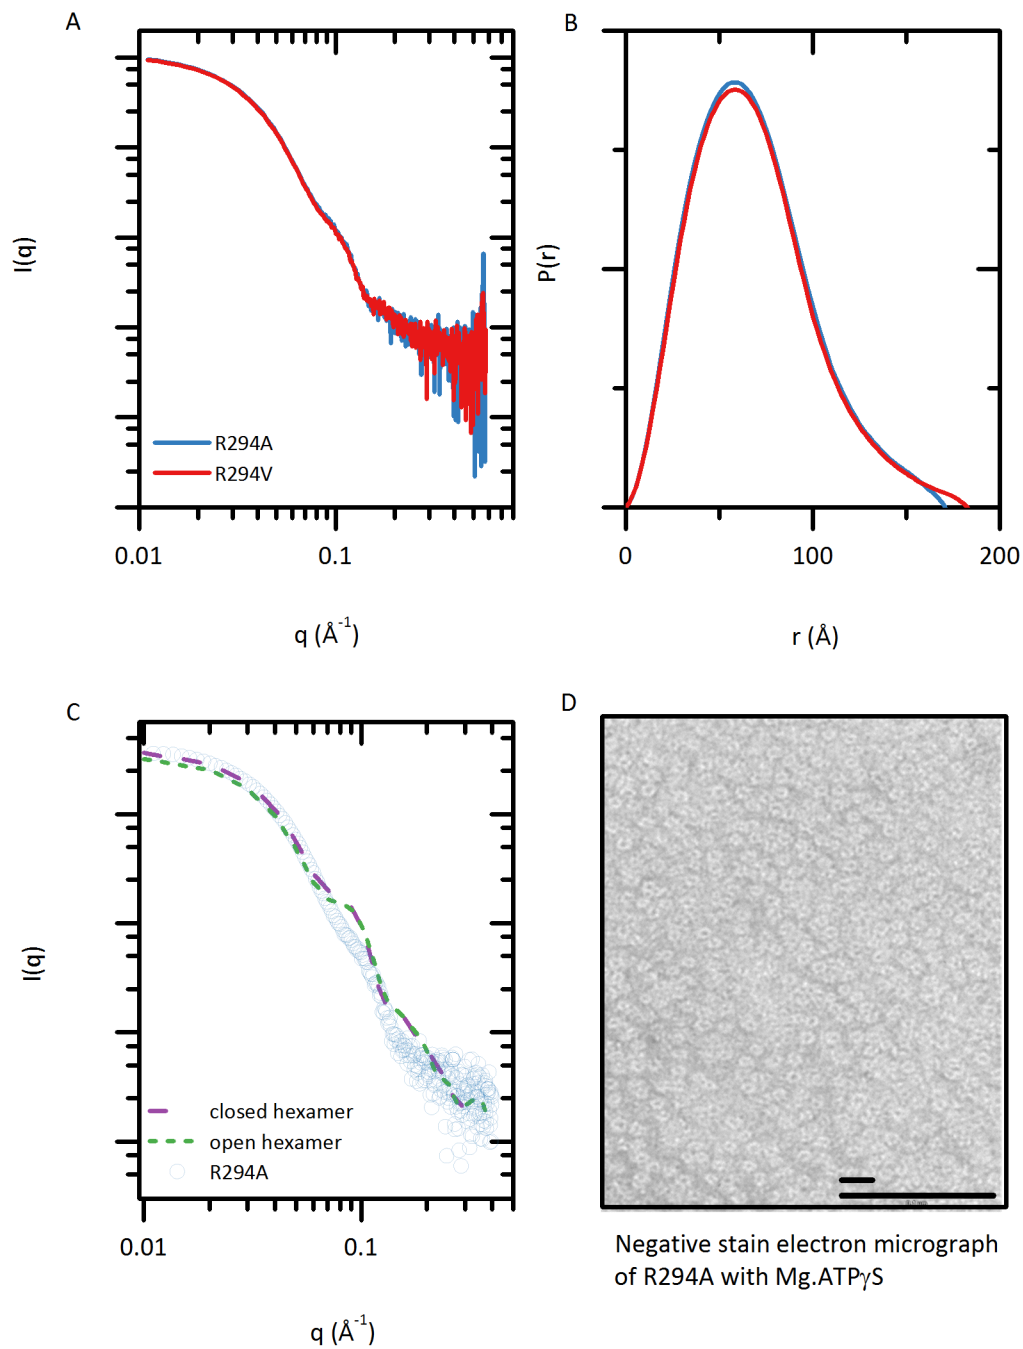 A
I(q)
R294A
R294V
0.01
0.1
q (Å⁻¹)
B
P(r)
0
100
200
r (Å)
C
I(q)
closed hexamer
open hexamer
R294A
0.01
0.1
q (Å⁻¹)
D
Negative stain electron micrograph
of R294A with Mg.ATPγS